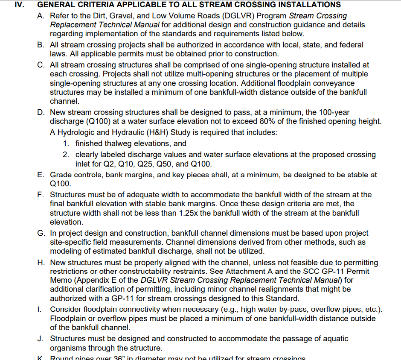 IV. GENERAL CRITERIA APPLICABLE TO ALL STREAM CROSSING INSTALLATIONS
A. Refer to the Dirt, Gravel, and Low Volume Roads (DGLVR) Program Stream Crossing
Replacement Technical Manual for additional design and construction guidance and details
regarding implementation of the standards and requirements listed below.
B. All stream crossing projects shall be authorized in accordance with local, state, and federal
laws. All applicable permits must be obtained prior to construction.
C. All stream crossing structures shall be comprised of one single-opening structure installed at
each crossing. Projects shall not utilize multi-opening structures or the placement of multiple
single-opening structures at any one crossing location. Additional floodplain conveyance
structures may be installed a minimum of one bankfull-width distance outside of the bankfull
channel.
D. New stream crossing structures shall be designed to pass, at a minimum, the 100-year
discharge (Q100) at a water surface elevation not to exceed 80% of the finished opening height.
A Hydrologic and Hydraulic (H&H) Study is required that includes:
1. finished thalweg elevations, and
2. clearly labeled discharge values and water surface elevations at the proposed crossing
inlet for Q2, Q10, Q25, Q50, and Q100.
E. Grade controls, bank margins, and key pieces shall, at minimum, be designed to be stable at
Q100.
F. Structures must be of adequate width to accommodate the bankfull width of the stream at the
final bankfull elevation with stable bank margins. Once these design criteria are met, the
structure width shall not be less than 1.25x the bankfull width of the stream at the bankfull
elevation.
G. In project design and construction, bankfull channel dimensions must be based upon project
site-specific field measurements. Channel dimensions derived from other methods, such as
modeling of estimated bankfull discharge, shall not be utilized.
H. New structures must be properly aligned with the channel, unless not feasible due to permitting
restrictions or other constructability restraints. See Attachment A and the SCC GP-11 Permit
Memo (Appendix E of the DGLVR Stream Crossing Replacement Technical Manual) for
additional clarification of permitting, including minor channel realignments that might be
authorized with a GP-11 for stream crossings designed to this Standard.
I. Consider floodplain connectivity when necessary (e.g., high water by-pass, overflow pipes, etc.).
Floodplain or overflow pipes must be placed a minimum of one bankfull-width distance outside
of the bankfull channel.
J. Structures must be designed and constructed to accommodate the passage of aquatic
organisms through the structure.
K. Round pipes over 36" in diameter may not be utilized for stream crossings